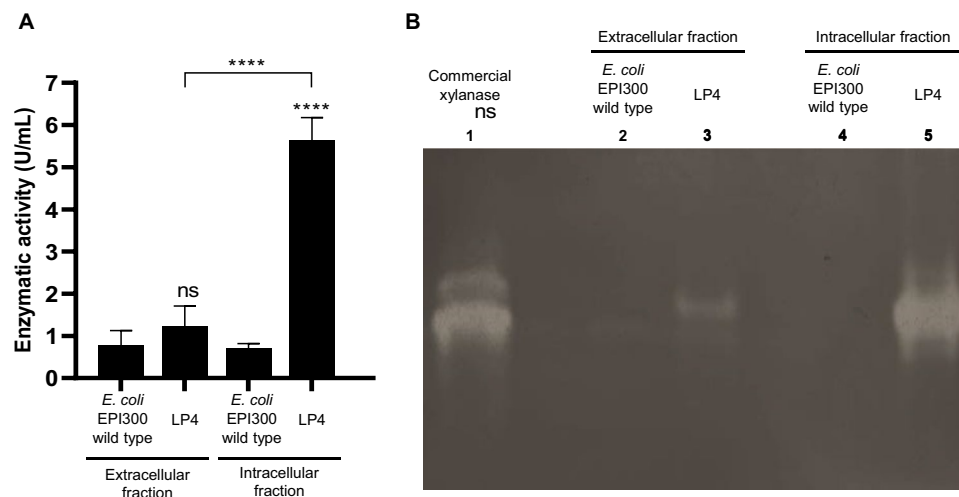 A
****
****
ns
Enzymatic activity (U/mL)
7
6
5
4
3
2
1
0
E. coli
EPI300
wild type
LP4
E. coli
EPI300
wild type
LP4
Extracellular
fraction
Intracellular
fraction
B
Extracellular fraction
Intracellular fraction
Commercial
xylanase
ns
E. coli
EPI300
wild type
LP4
E. coli
EPI300
wild type
LP4
1
2
3
4
5